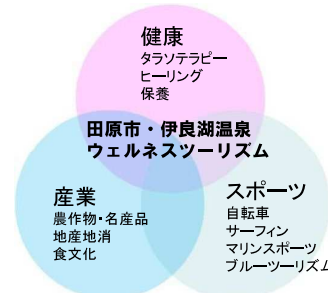 健康
タラソテラピー
ヒーリング
保養
田原市・伊良湖温泉
ウェルネスツーリズム
産業
農作物・名産品
地産地消
食文化
スポーツ
自転車
サーフィン
マリンスポーツ
ブルーツーリズム